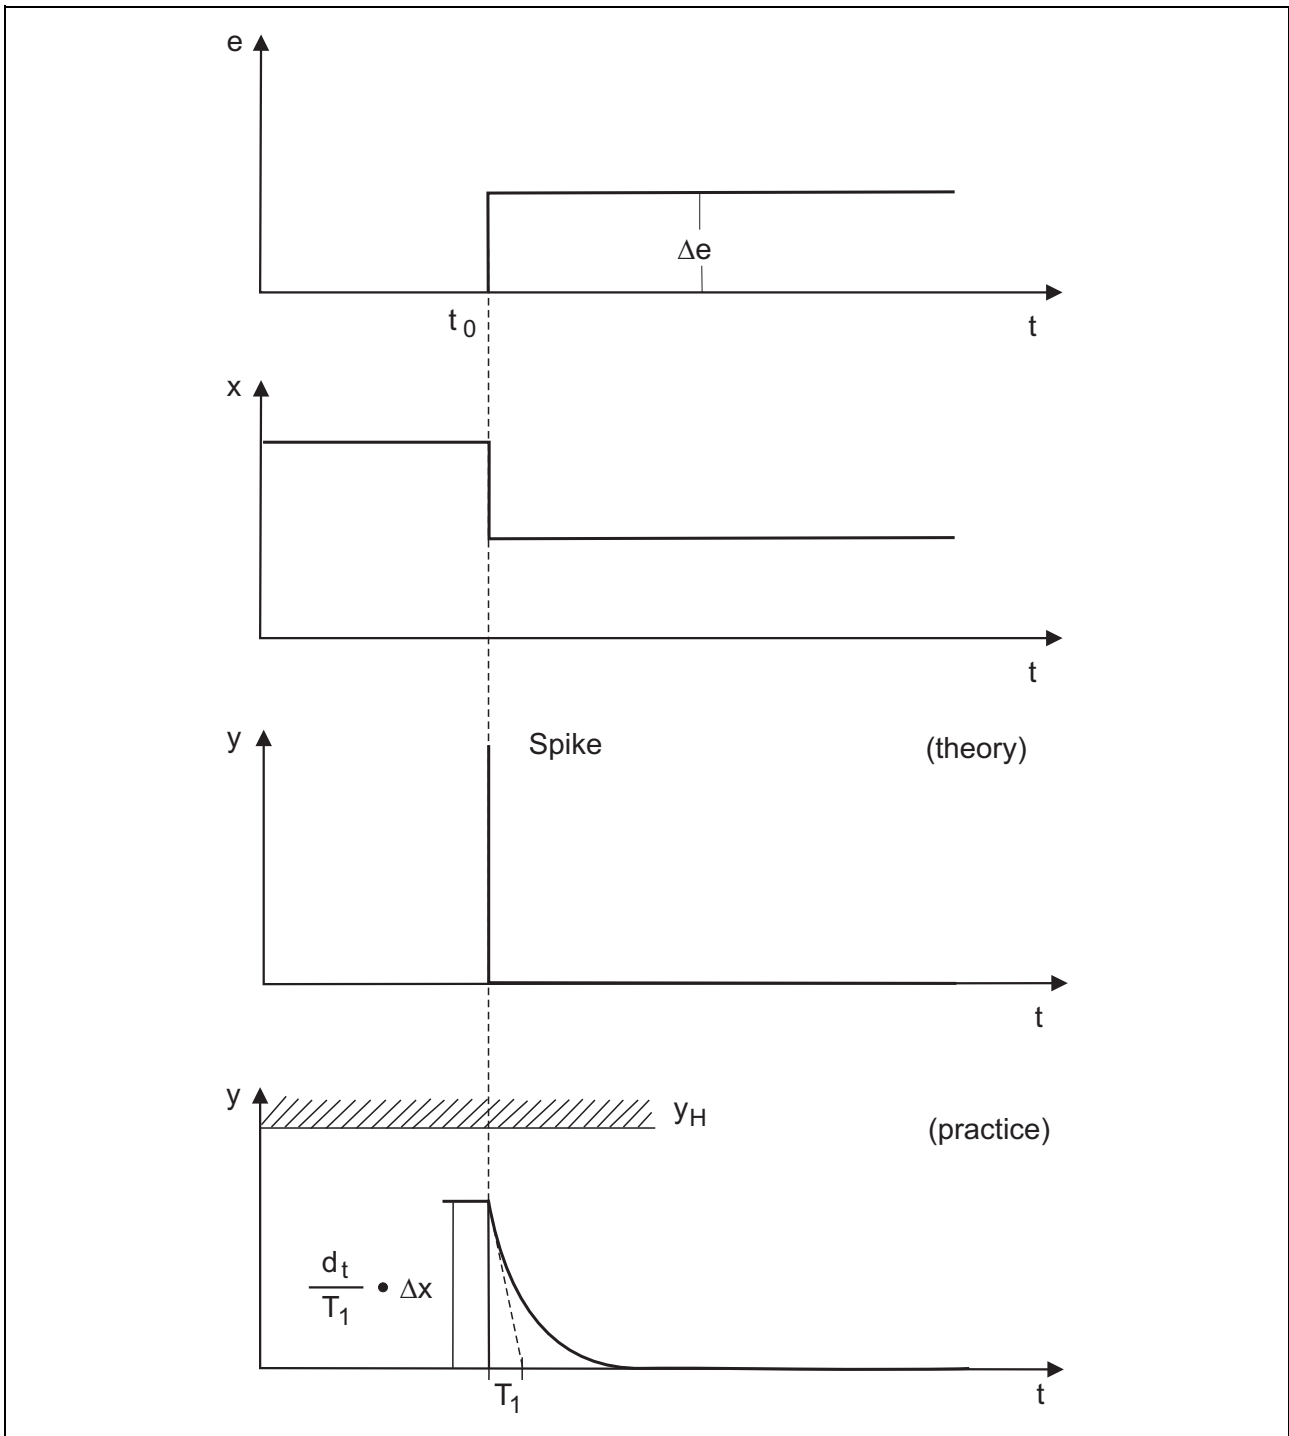 e
Δe
t0
t
x
t
y
Spike
(theory)
t
y
yH
(practice)
dt
T1
• Δx
T1
t